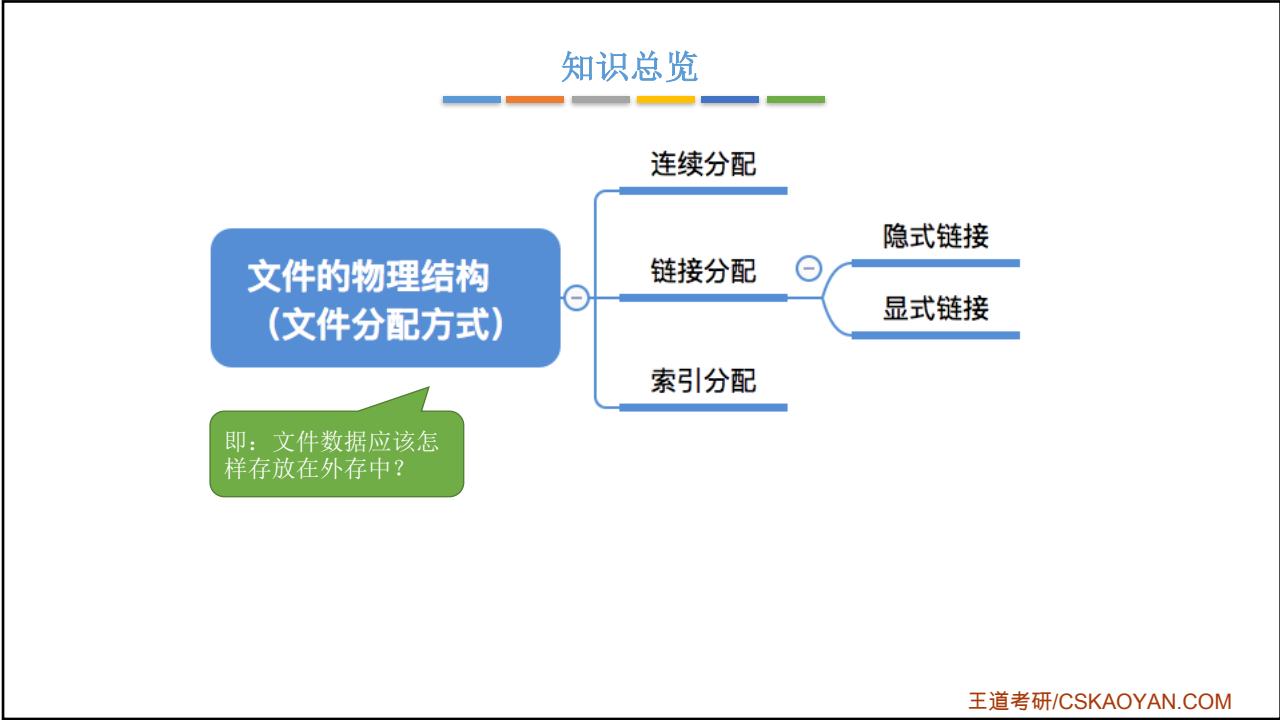 知识总览
连续分配
隐式链接
文件的物理结构
（文件分配方式）
链接分配
显式链接
索引分配
即：文件数据应该怎
样存放在外存中？
王道考研/CSKAOYAN.COM